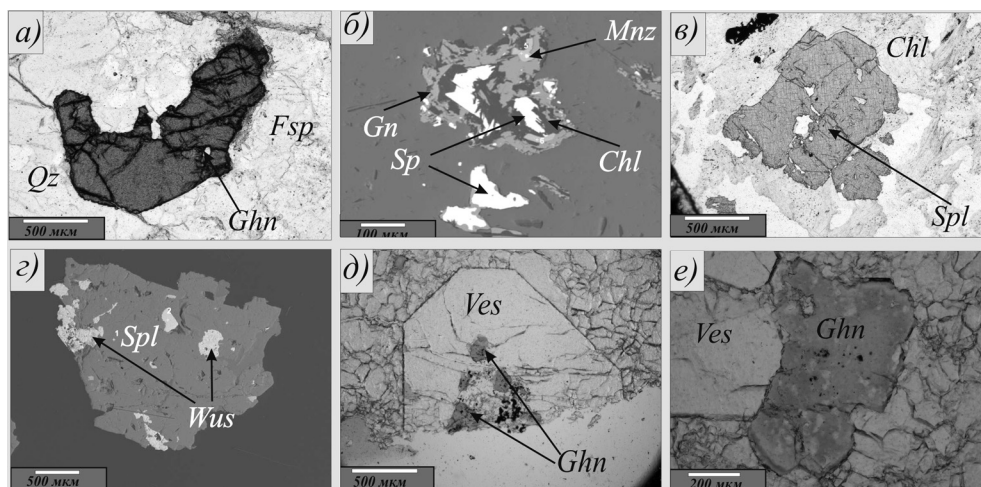 а)
Fsp
Qz
Ghn
500 мкм
б)
Mnz
Gn
Sp
Chl
100 мкм
в)
Chl
Spl
500 мкм
г)
Spl
Wus
500 мкм
д)
Ves
Ghn
500 мкм
е)
Ves
Ghn
200 мкм